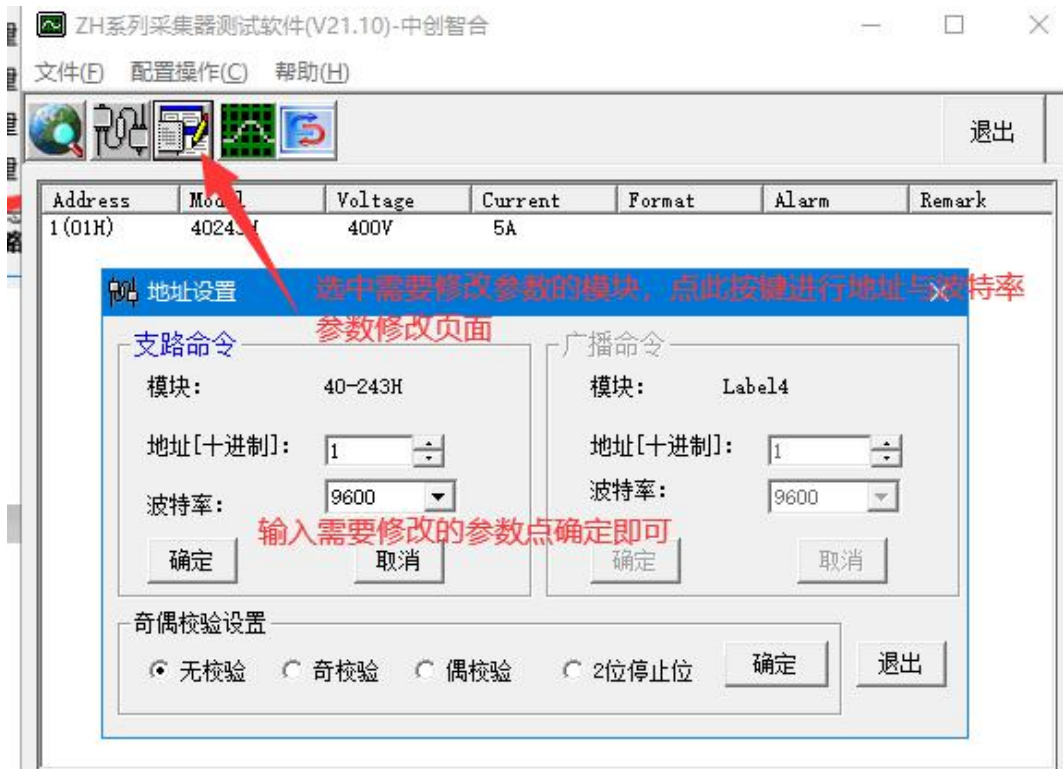 ZH系列采集器测试软件(V21.10)-中创智合
文件(F) 配置操作(C) 帮助(H)
退出
Address Model Voltage Current Format Alarm Remark
1(01H) 40243H 400V 5A
地址设置
选中需要修改参数的模块，点此按键进行地址与波特率
参数修改页面
支路命令
模块： 40-243H
地址[十进制]： 1
波特率： 9600
确定 取消
广播命令
模块： Label4
地址[十进制]： 1
波特率： 9600
确定 取消
输入需要修改的参数点确定即可
奇偶校验设置
无校验 奇校验 偶校验 2位停止位 确定 退出